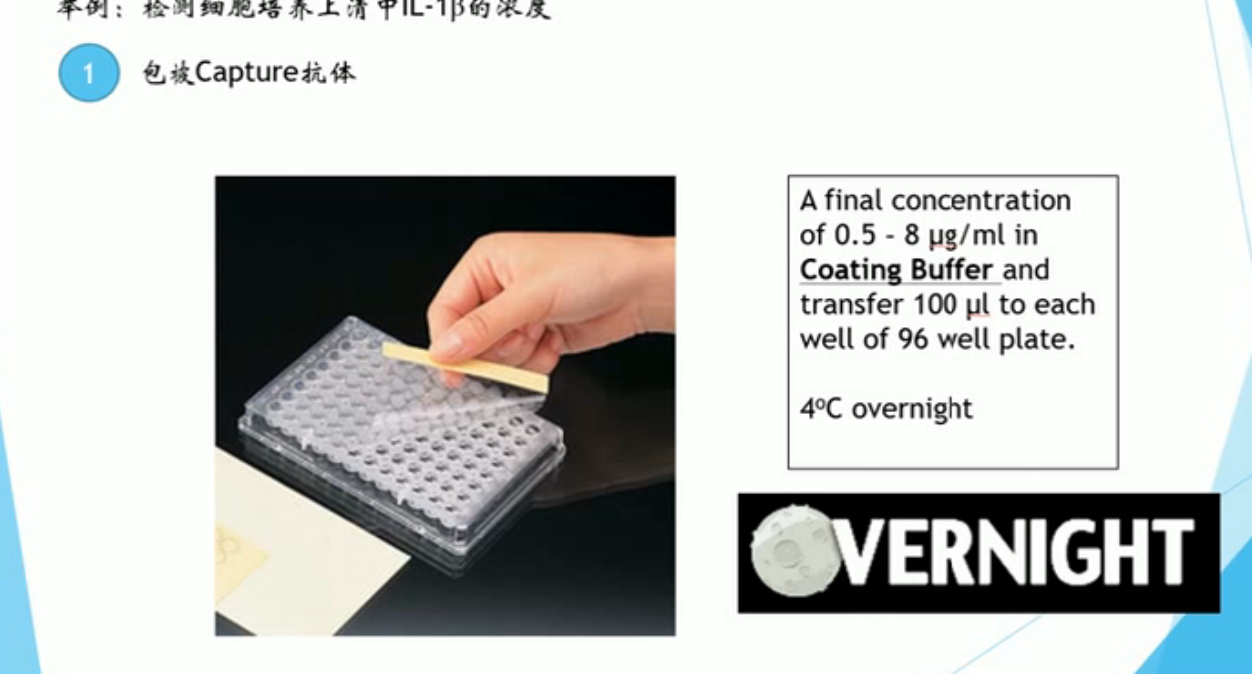 举例：检测细胞培养上清中IL-1β的浓度
1
包被Capture抗体
A final concentration
of 0.5 - 8 µg/ml in
Coating Buffer and
transfer 100 µl to each
well of 96 well plate.
4ºC overnight
OVERNIGHT